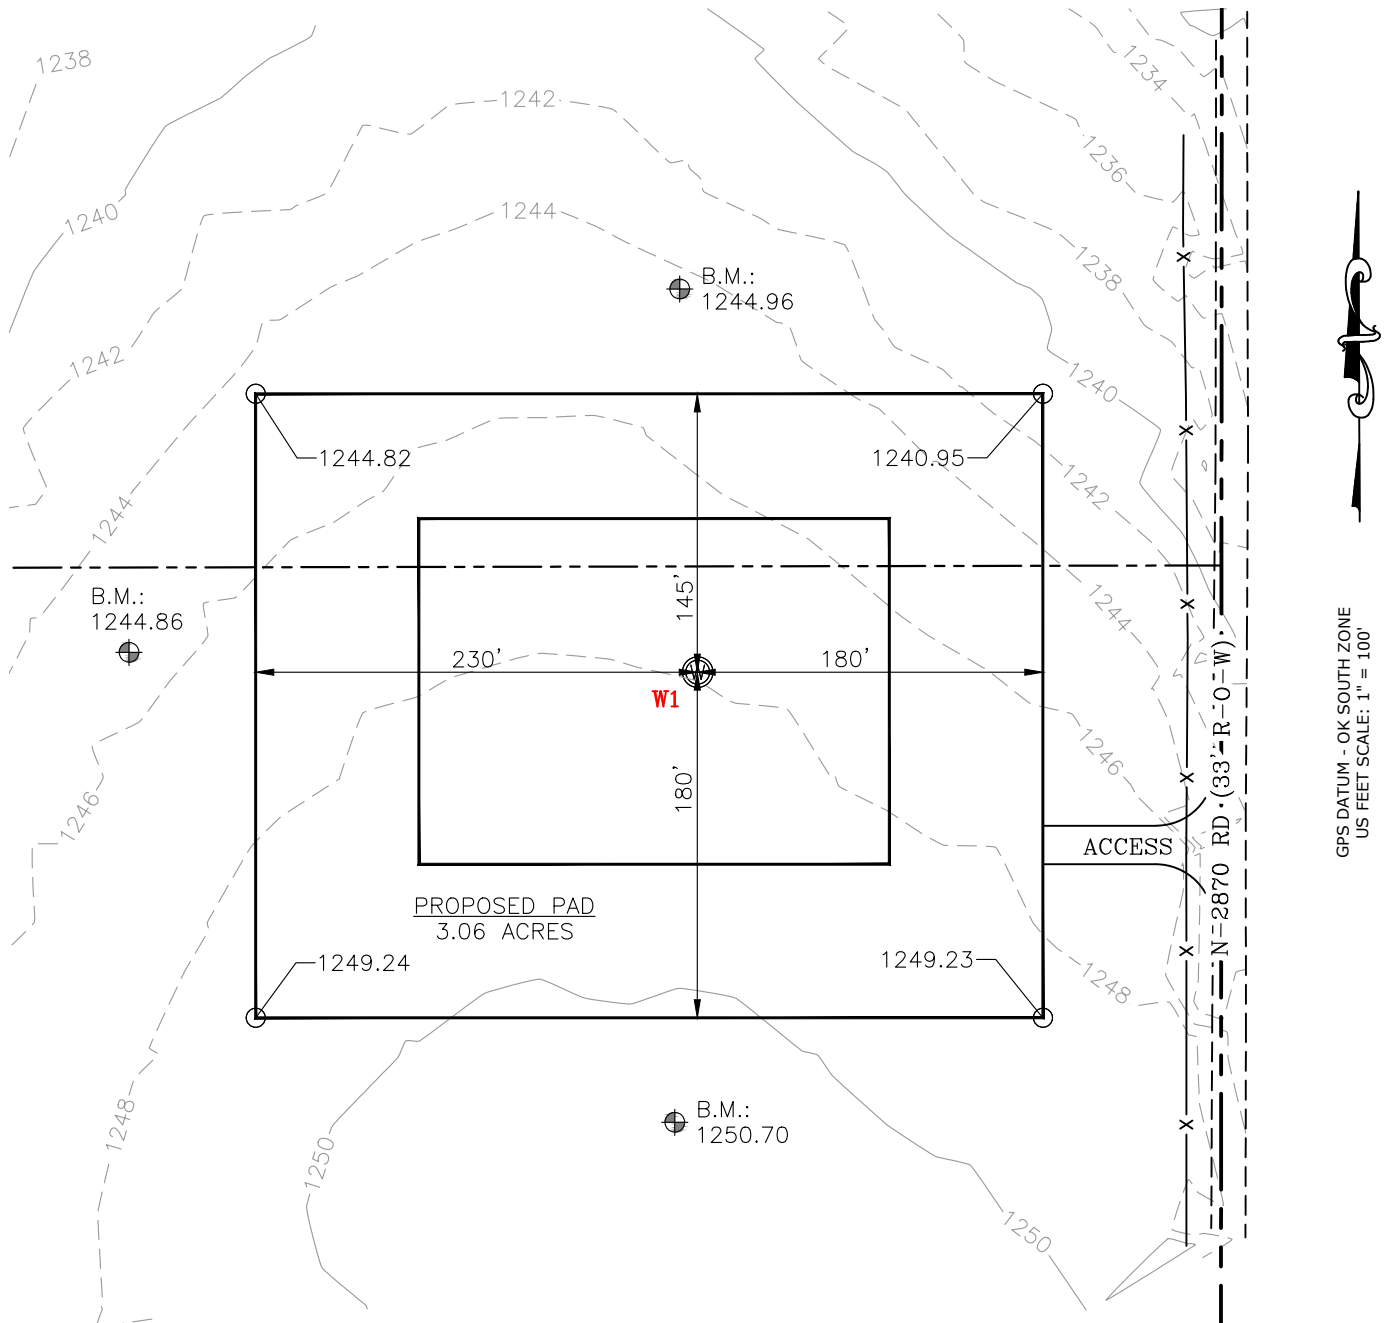 1238
1234
1242
1236
1240
1244
1238
B.M.:
1244.96
1242
1240
1244.82
1240.95
1242
1244
B.M.:
1244.86
145'
1244
230'
180'
W
W1
1246
180'
1246
N-2870 RD (33' R-O-W)
ACCESS
PROPOSED PAD
3.06 ACRES
1249.24
1249.23
1248
B.M.:
1250.70
1248
1250
1250
X
X
X
X
X
X
X
GPS DATUM - OK SOUTH ZONE
US FEET SCALE: 1" = 100'